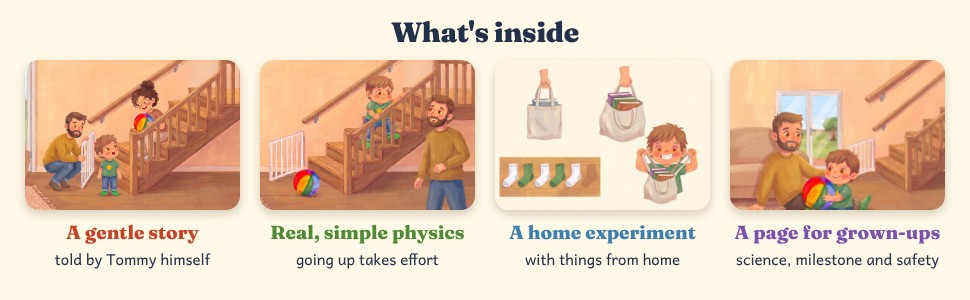 What's inside
A gentle story
told by Tommy himself
Real, simple physics
going up takes effort
A home experiment
with things from home
A page for grown-ups
science, milestone and safety